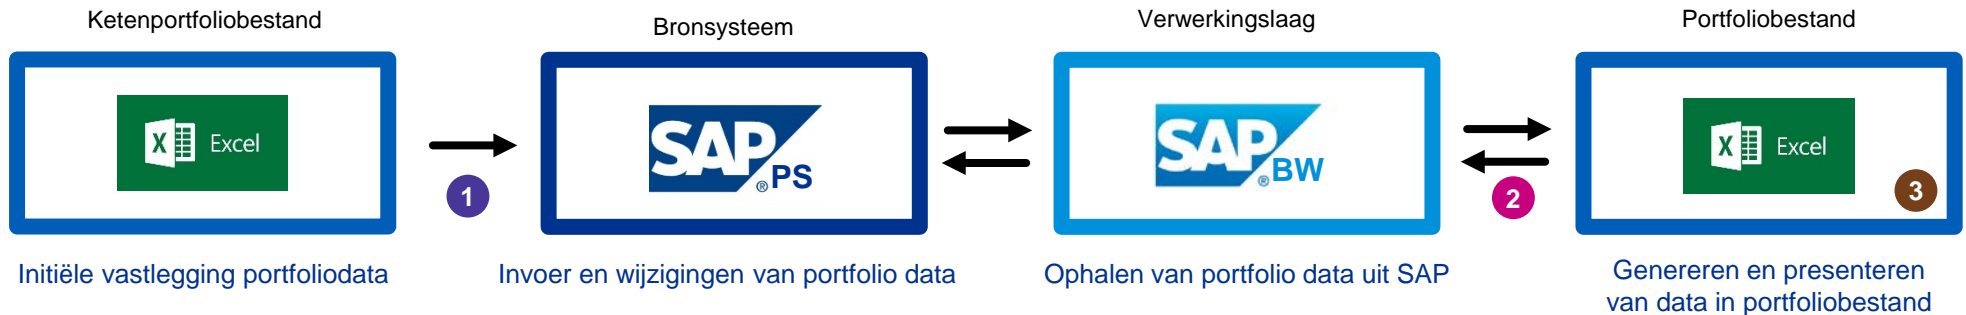 Ketenportfoliobestand
Bronsysteem
Verwerkingslaag
Portfoliobestand
X Excel
SAP® PS
SAP® BW
X Excel
1
2
3
Initiële vastlegging portfoliodata
Invoer en wijzigingen van portfolio data
Ophalen van portfolio data uit SAP
Genereren en presenteren
van data in portfoliobestand